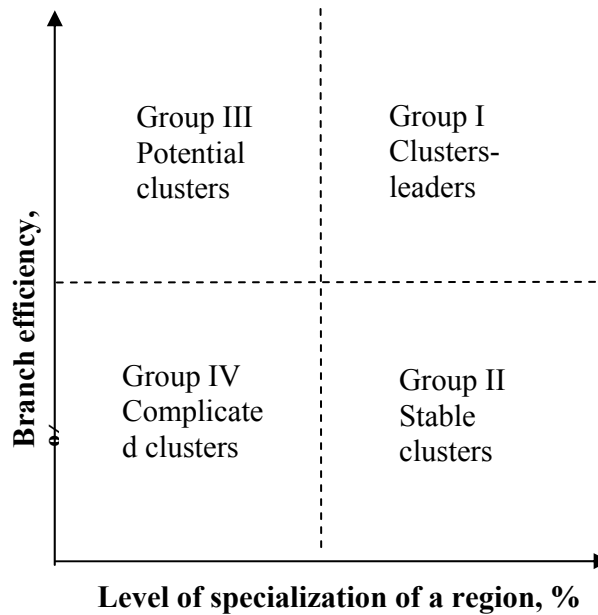 Group III
Potential
clusters
Group I
Clusters-
leaders
Branch efficiency,
%
Group IV
Complicate
d clusters
Group II
Stable
clusters
Level of specialization of a region, %